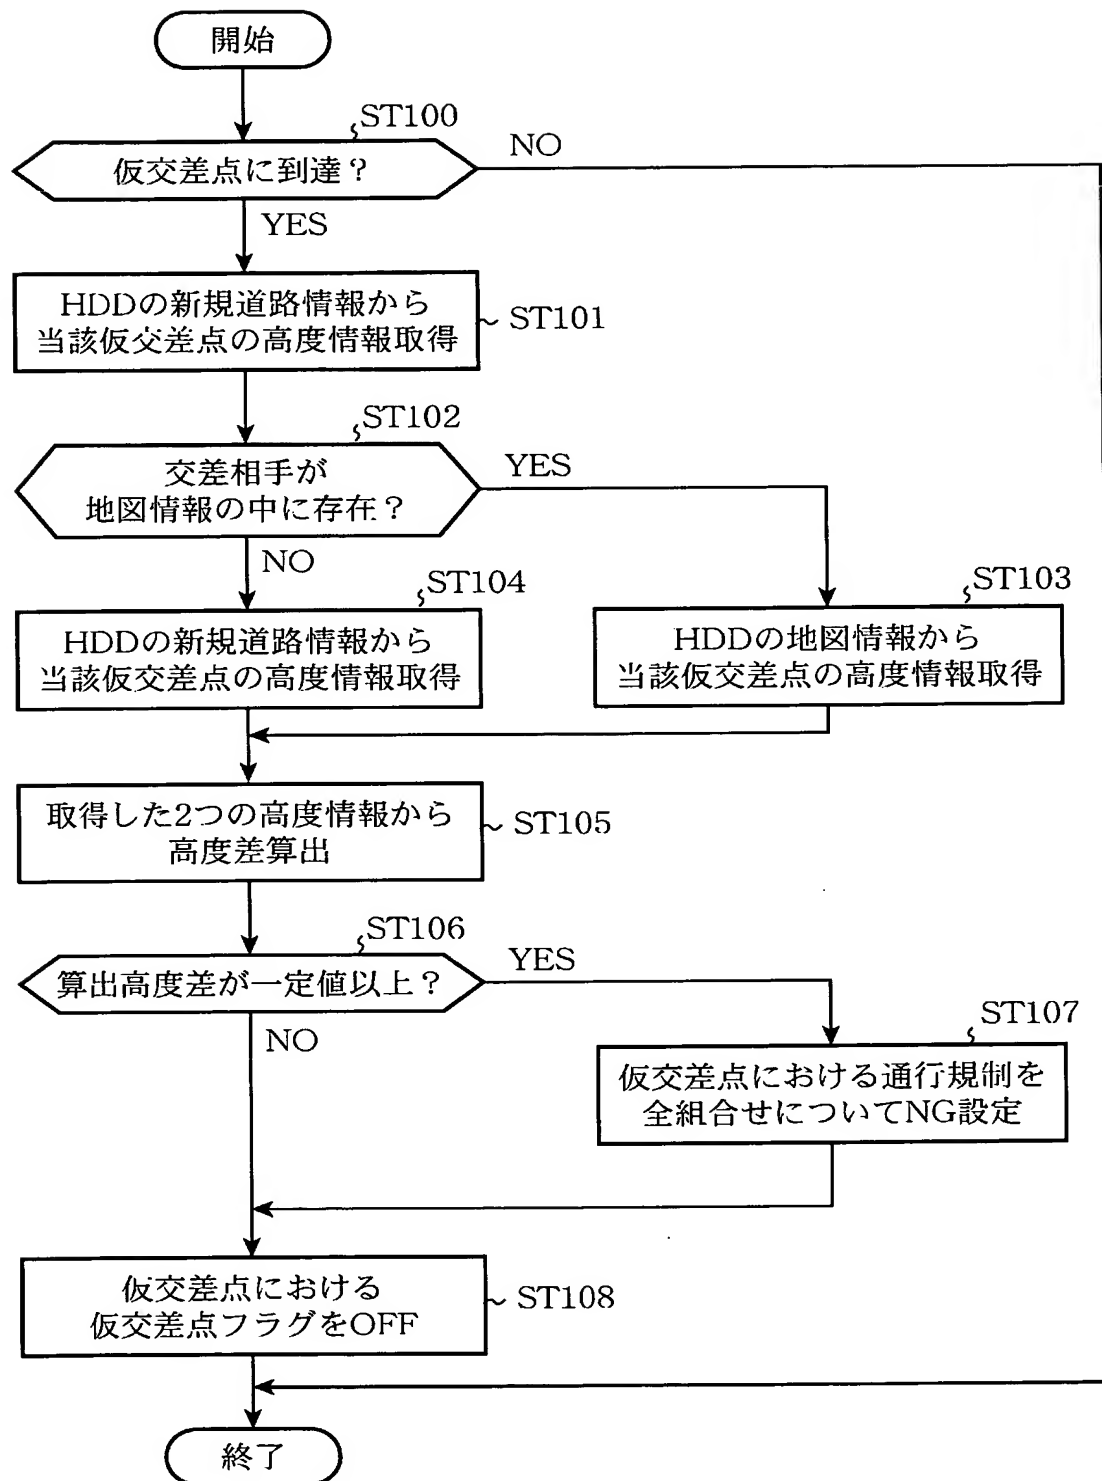 開始
ST100
仮交差点に到達？
NO
YES
HDDの新規道路情報から
当該仮交差点の高度情報取得
ST101
ST102
交差相手が
地図情報の中に存在？
YES
NO
ST104
HDDの新規道路情報から
当該仮交差点の高度情報取得
ST103
HDDの地図情報から
当該仮交差点の高度情報取得
取得した2つの高度情報から
高度差算出
ST105
ST106
算出高度差が一定値以上？
YES
NO
ST107
仮交差点における通行規制を
全組合せについてNG設定
仮交差点における
仮交差点フラグをOFF
ST108
終了